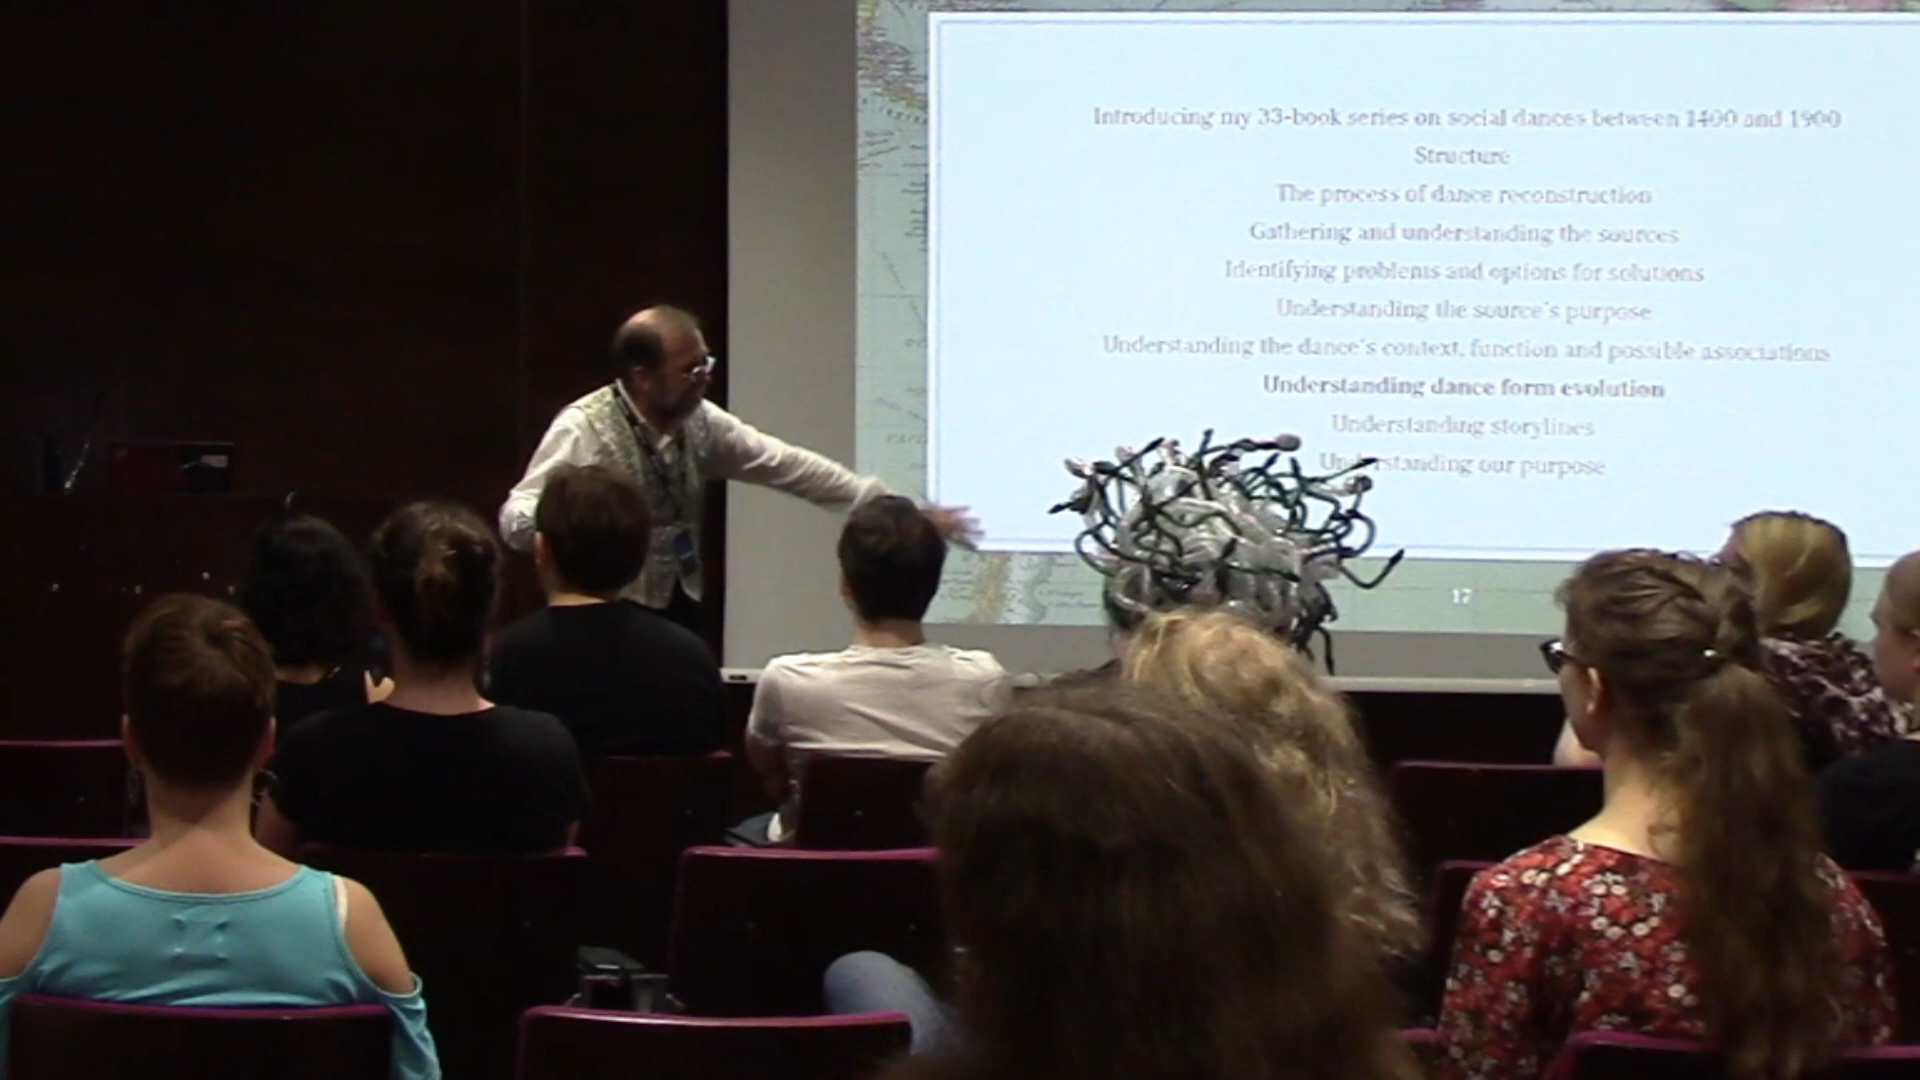 Introducing my 33-book series on social dances between 1400 and 1900
Structure
The process of dance reconstruction
Gathering and understanding the sources
Identifying problems and options for solutions
Understanding the source's purpose
Understanding the dance's context, function and possible associations
Understanding dance form evolution
Understanding storylines
Understanding our purpose
17